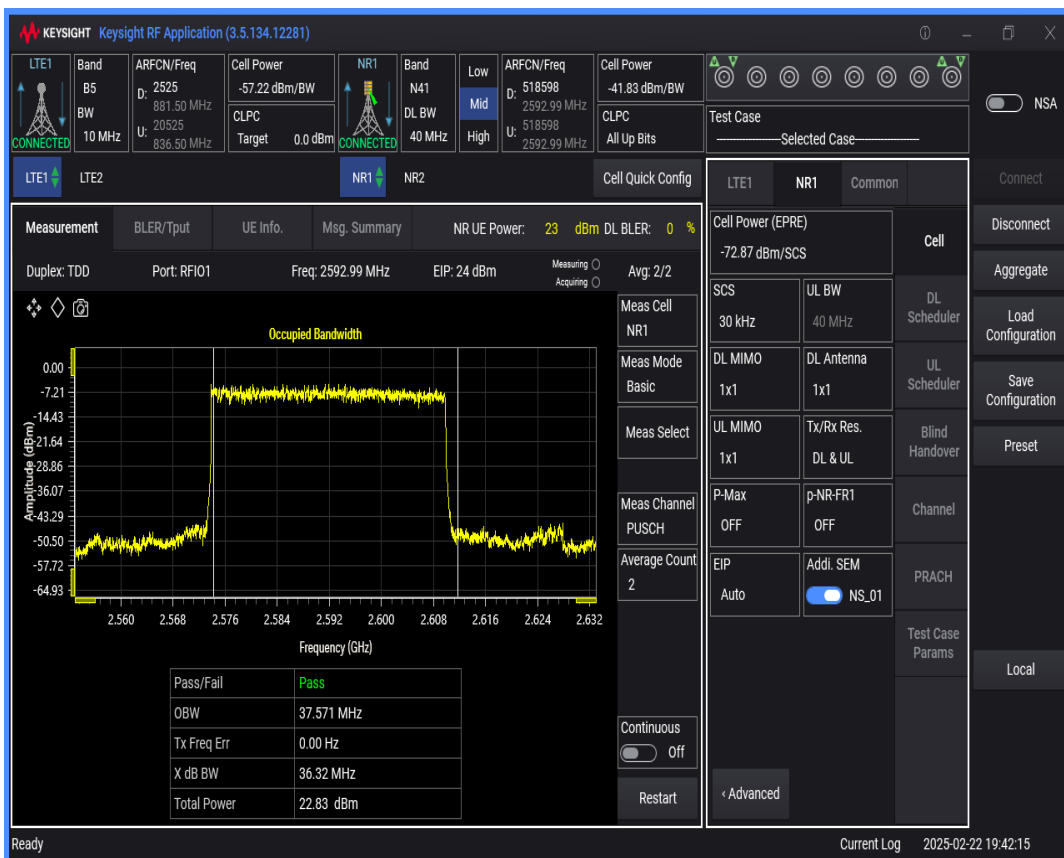 KEYSIGHT Keysight RF Application (3.5.134.12281)
LTE1 Band ARFCN/Freq Cell Power NR1 Band Low ARFCN/Freq Cell Power
B5 D: 2525 -57.22 dBm/BW N41 D: 518598 -41.83 dBm/BW
881.50 MHz Mid 2592.99 MHz
BW U: 20525 CLPC DL BW U: 518598 CLPC Test Case
CONNECTED 10 MHz 836.50 MHz Target 0.0 dBm CONNECTED 40 MHz High 2592.99 MHz All Up Bits ---------------Selected Case---------------
NSA
LTE1 LTE2 NR1 NR2 Cell Quick Config
Measurement BLER/Tput UE Info. Msg. Summary NR UE Power: 23 dBm DL BLER: 0 %
Duplex: TDD Port: RFIO1 Freq: 2592.99 MHz EIP: 24 dBm Measuring Avg: 2/2
Acquiring
Occupied Bandwidth
Amplitude (dBm)
0.00
-7.21
-14.43
-21.64
-28.86
-36.07
-43.29
-50.50
-57.72
-64.93
2.560 2.568 2.576 2.584 2.592 2.600 2.608 2.616 2.624 2.632
Frequency (GHz)
Pass/Fail Pass
OBW 37.571 MHz
Tx Freq Err 0.00 Hz
X dB BW 36.32 MHz
Total Power 22.83 dBm
Meas Cell
NR1
Meas Mode
Basic
Meas Select
Meas Channel
PUSCH
Average Count
2
Continuous
Off
Restart
LTE1 NR1 Common
Cell Power (EPRE)
-72.87 dBm/SCS
SCS UL BW
30 kHz 40 MHz
DL MIMO DL Antenna
1x1 1x1
UL MIMO Tx/Rx Res.
1x1 DL & UL
P-Max p-NR-FR1
OFF OFF
EIP Addi. SEM
Auto NS_01
‹ Advanced
Cell
DL
Scheduler
UL
Scheduler
Blind
Handover
Channel
PRACH
Test Case
Params
Connect
Disconnect
Aggregate
Load
Configuration
Save
Configuration
Preset
Local
Ready Current Log 2025-02-22 19:42:15